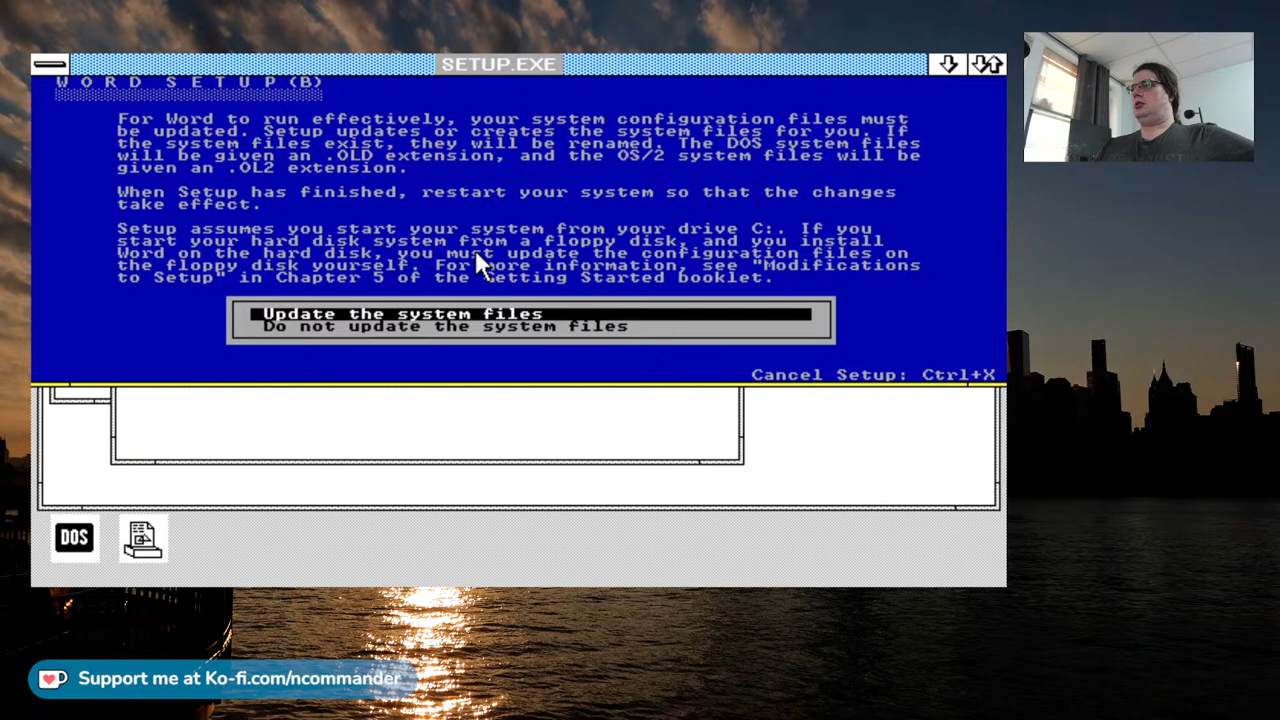 SETUP.EXE
W O R D S E T U P (B)
For Word to run effectively, your system configuration files must
be updated. Setup updates or creates the system files for you. If
the system files exist, they will be renamed. The DOS system files
will be given an .OLD extension, and the OS/2 system files will be
given an .OL2 extension.
When Setup has finished, restart your system so that the changes
take effect.
Setup assumes you start your system from your drive C:. If you
start your hard disk system from a floppy disk, and you install
Word on the hard disk, you must update the configuration files on
the floppy disk yourself. For more information, see "Modifications
to Setup" in Chapter 5 of the Getting Started booklet.
Update the system files
Do not update the system files
Cancel Setup: Ctrl+X
DOS
Support me at Ko-fi.com/ncommander